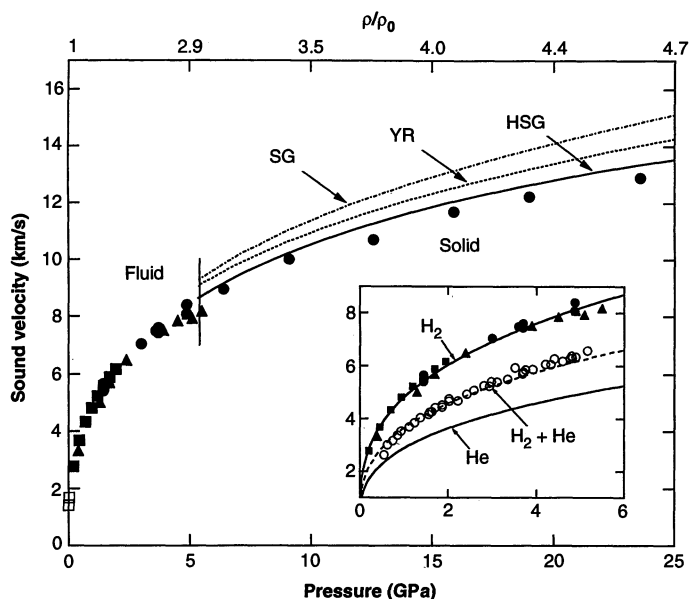 ρ/ρ0
1 2.9 3.5 4.0 4.4 4.7
16
14
12
10
8
6
4
2
0
Sound velocity (km/s)
SG
YR
HSG
Fluid
Solid
8
6
4
2
H2
H2 + He
He
0 2 4 6
0 5 10 15 20 25
Pressure (GPa)